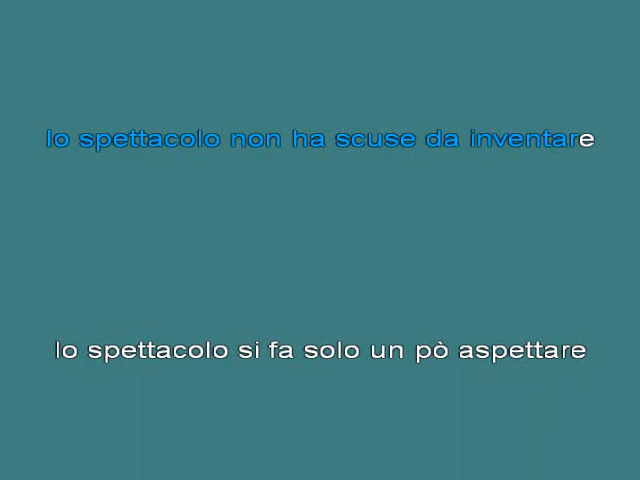 lo spettacolo non ha scuse da inventare
lo spettacolo si fa solo un pò aspettare